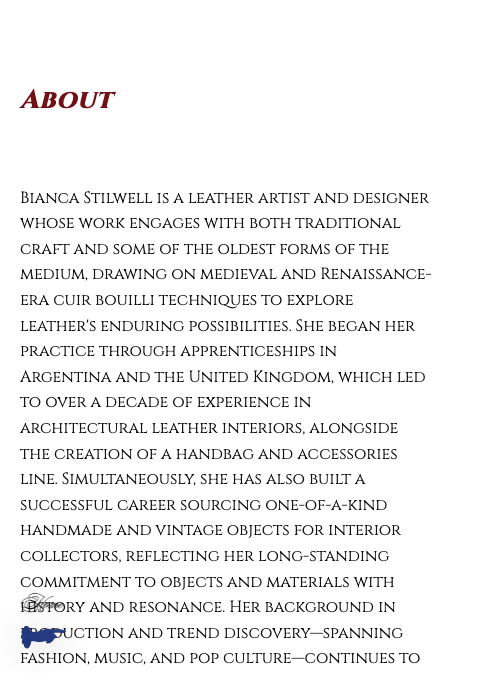 About
Bianca Stilwell is a leather artist and designer
whose work engages with both traditional
craft and some of the oldest forms of the
medium, drawing on medieval and Renaissance-
era cuir bouilli techniques to explore
leather's enduring possibilities. She began her
practice through apprenticeships in
Argentina and the United Kingdom, which led
to over a decade of experience in
architectural leather interiors, alongside
the creation of a handbag and accessories
line. Simultaneously, she has also built a
successful career sourcing one-of-a-kind
handmade and vintage objects for interior
collectors, reflecting her long-standing
commitment to objects and materials with
history and resonance. Her background in
production and trend discovery—spanning
fashion, music, and pop culture—continues to